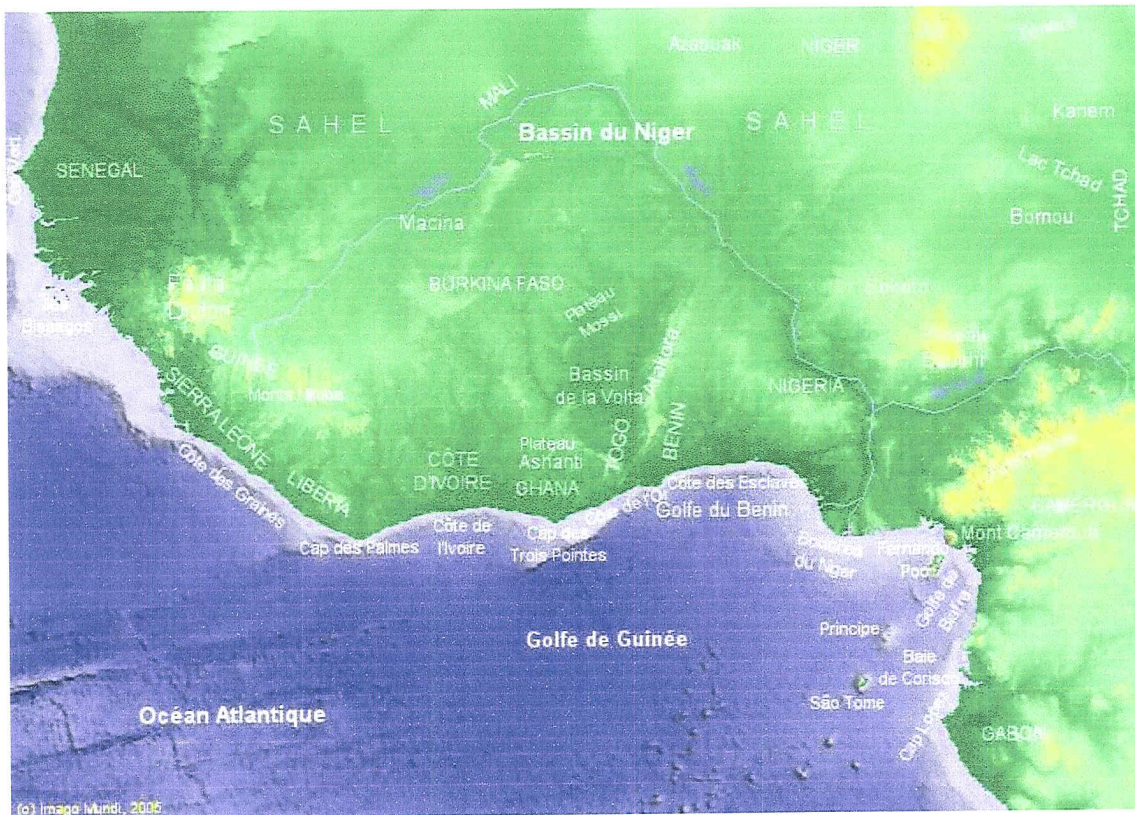 Azaouak
NIGER
MALI
Kanem
SAHEL
Bassin du Niger
SAHEL
SENEGAL
Lac Tchad
TCHAD
Macina
Bornou
BURKINA FASO
Plateau
Mossi
Bissagos
GUINEE
Atakora
SIERRA LEONE
Bassin
de la Volta
NIGERIA
TOGO
BENIN
Plateau
Ashanti
CÔTE
D'IVOIRE
GHANA
LIBERIA
Côte des Graines
Côte des Esclaves
Côte de l'Or
Golfe du Benin
Côte de
l'Ivoire
Cap des
Trois Pointes
Cap des Palmes
Bouches
du Niger
Fernando
Poo
Mont Cameroun
CAMEROUN
Golfe de
Biafra
Golfe de Guinée
Principe
Baie
de Corisco
São Tome
Cap Lopez
GABON
Océan Atlantique
(c) Imago Mundi, 2005